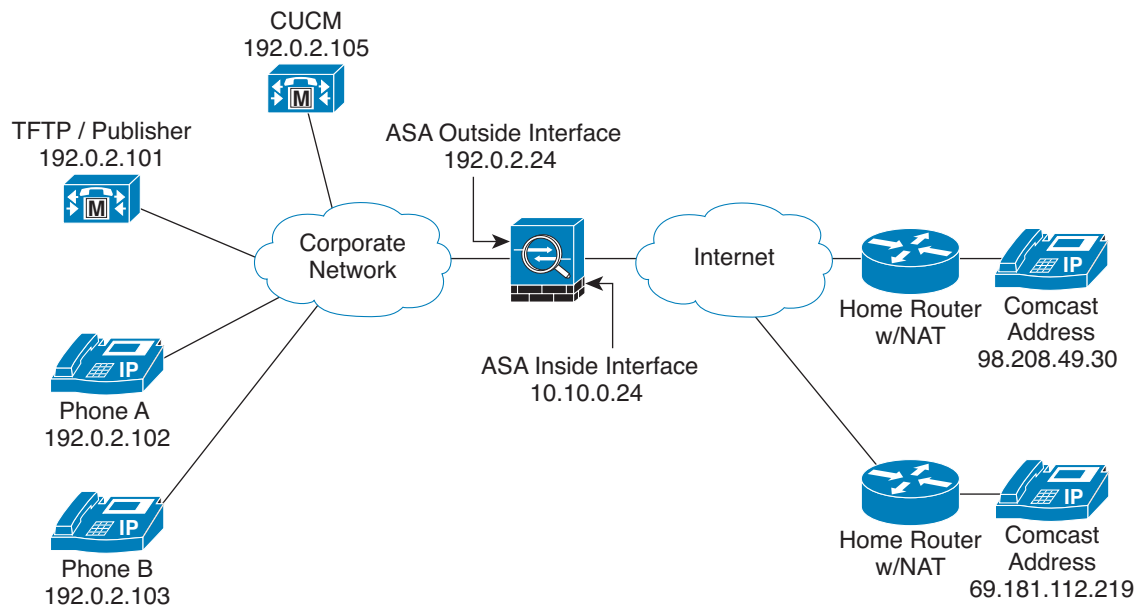 CUCM
192.0.2.105
TFTP / Publisher
192.0.2.101
M
M
ASA Outside Interface
192.0.2.24
Corporate
Network
Internet
IP
Home Router
w/NAT
Comcast
Address
98.208.49.30
ASA Inside Interface
10.10.0.24
IP
Phone A
192.0.2.102
IP
Phone B
192.0.2.103
IP
Home Router
w/NAT
Comcast
Address
69.181.112.219